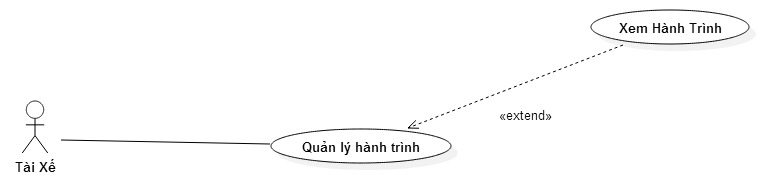 Xem Hành Trình
«extend»
Quản lý hành trình
Tài Xế